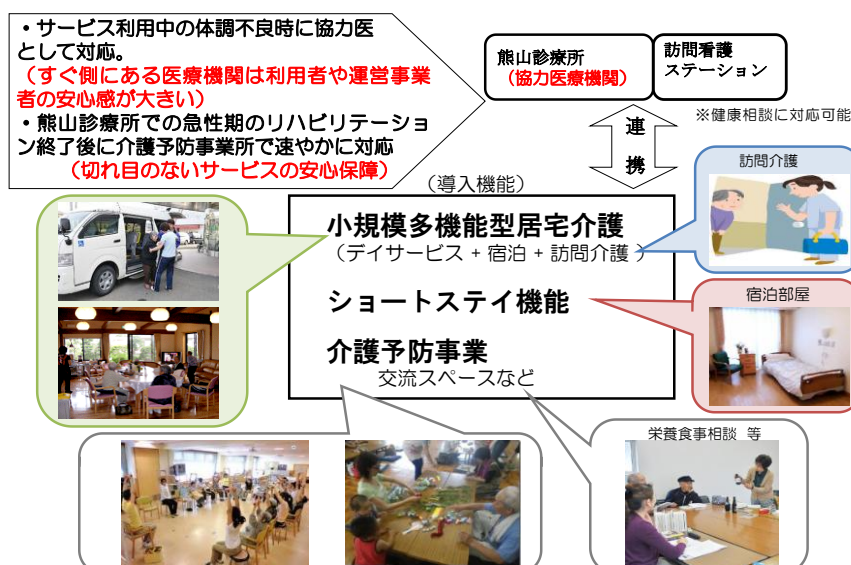 ・サービス利用中の体調不良時に協力医
として対応。
（すぐ側にある医療機関は利用者や運営事業
者の安心感が大きい）
・熊山診療所での急性期のリハビリテーショ
ン終了後に介護予防事業所で速やかに対応
（切れ目のないサービスの安心保障）
熊山診療所
（協力医療機関）
訪問看護
ステーション
※健康相談に対応可能
連
携
（導入機能）
訪問介護
小規模多機能型居宅介護
（デイサービス + 宿泊 + 訪問介護 ）
ショートステイ機能
宿泊部屋
介護予防事業
交流スペースなど
栄養食事相談 等